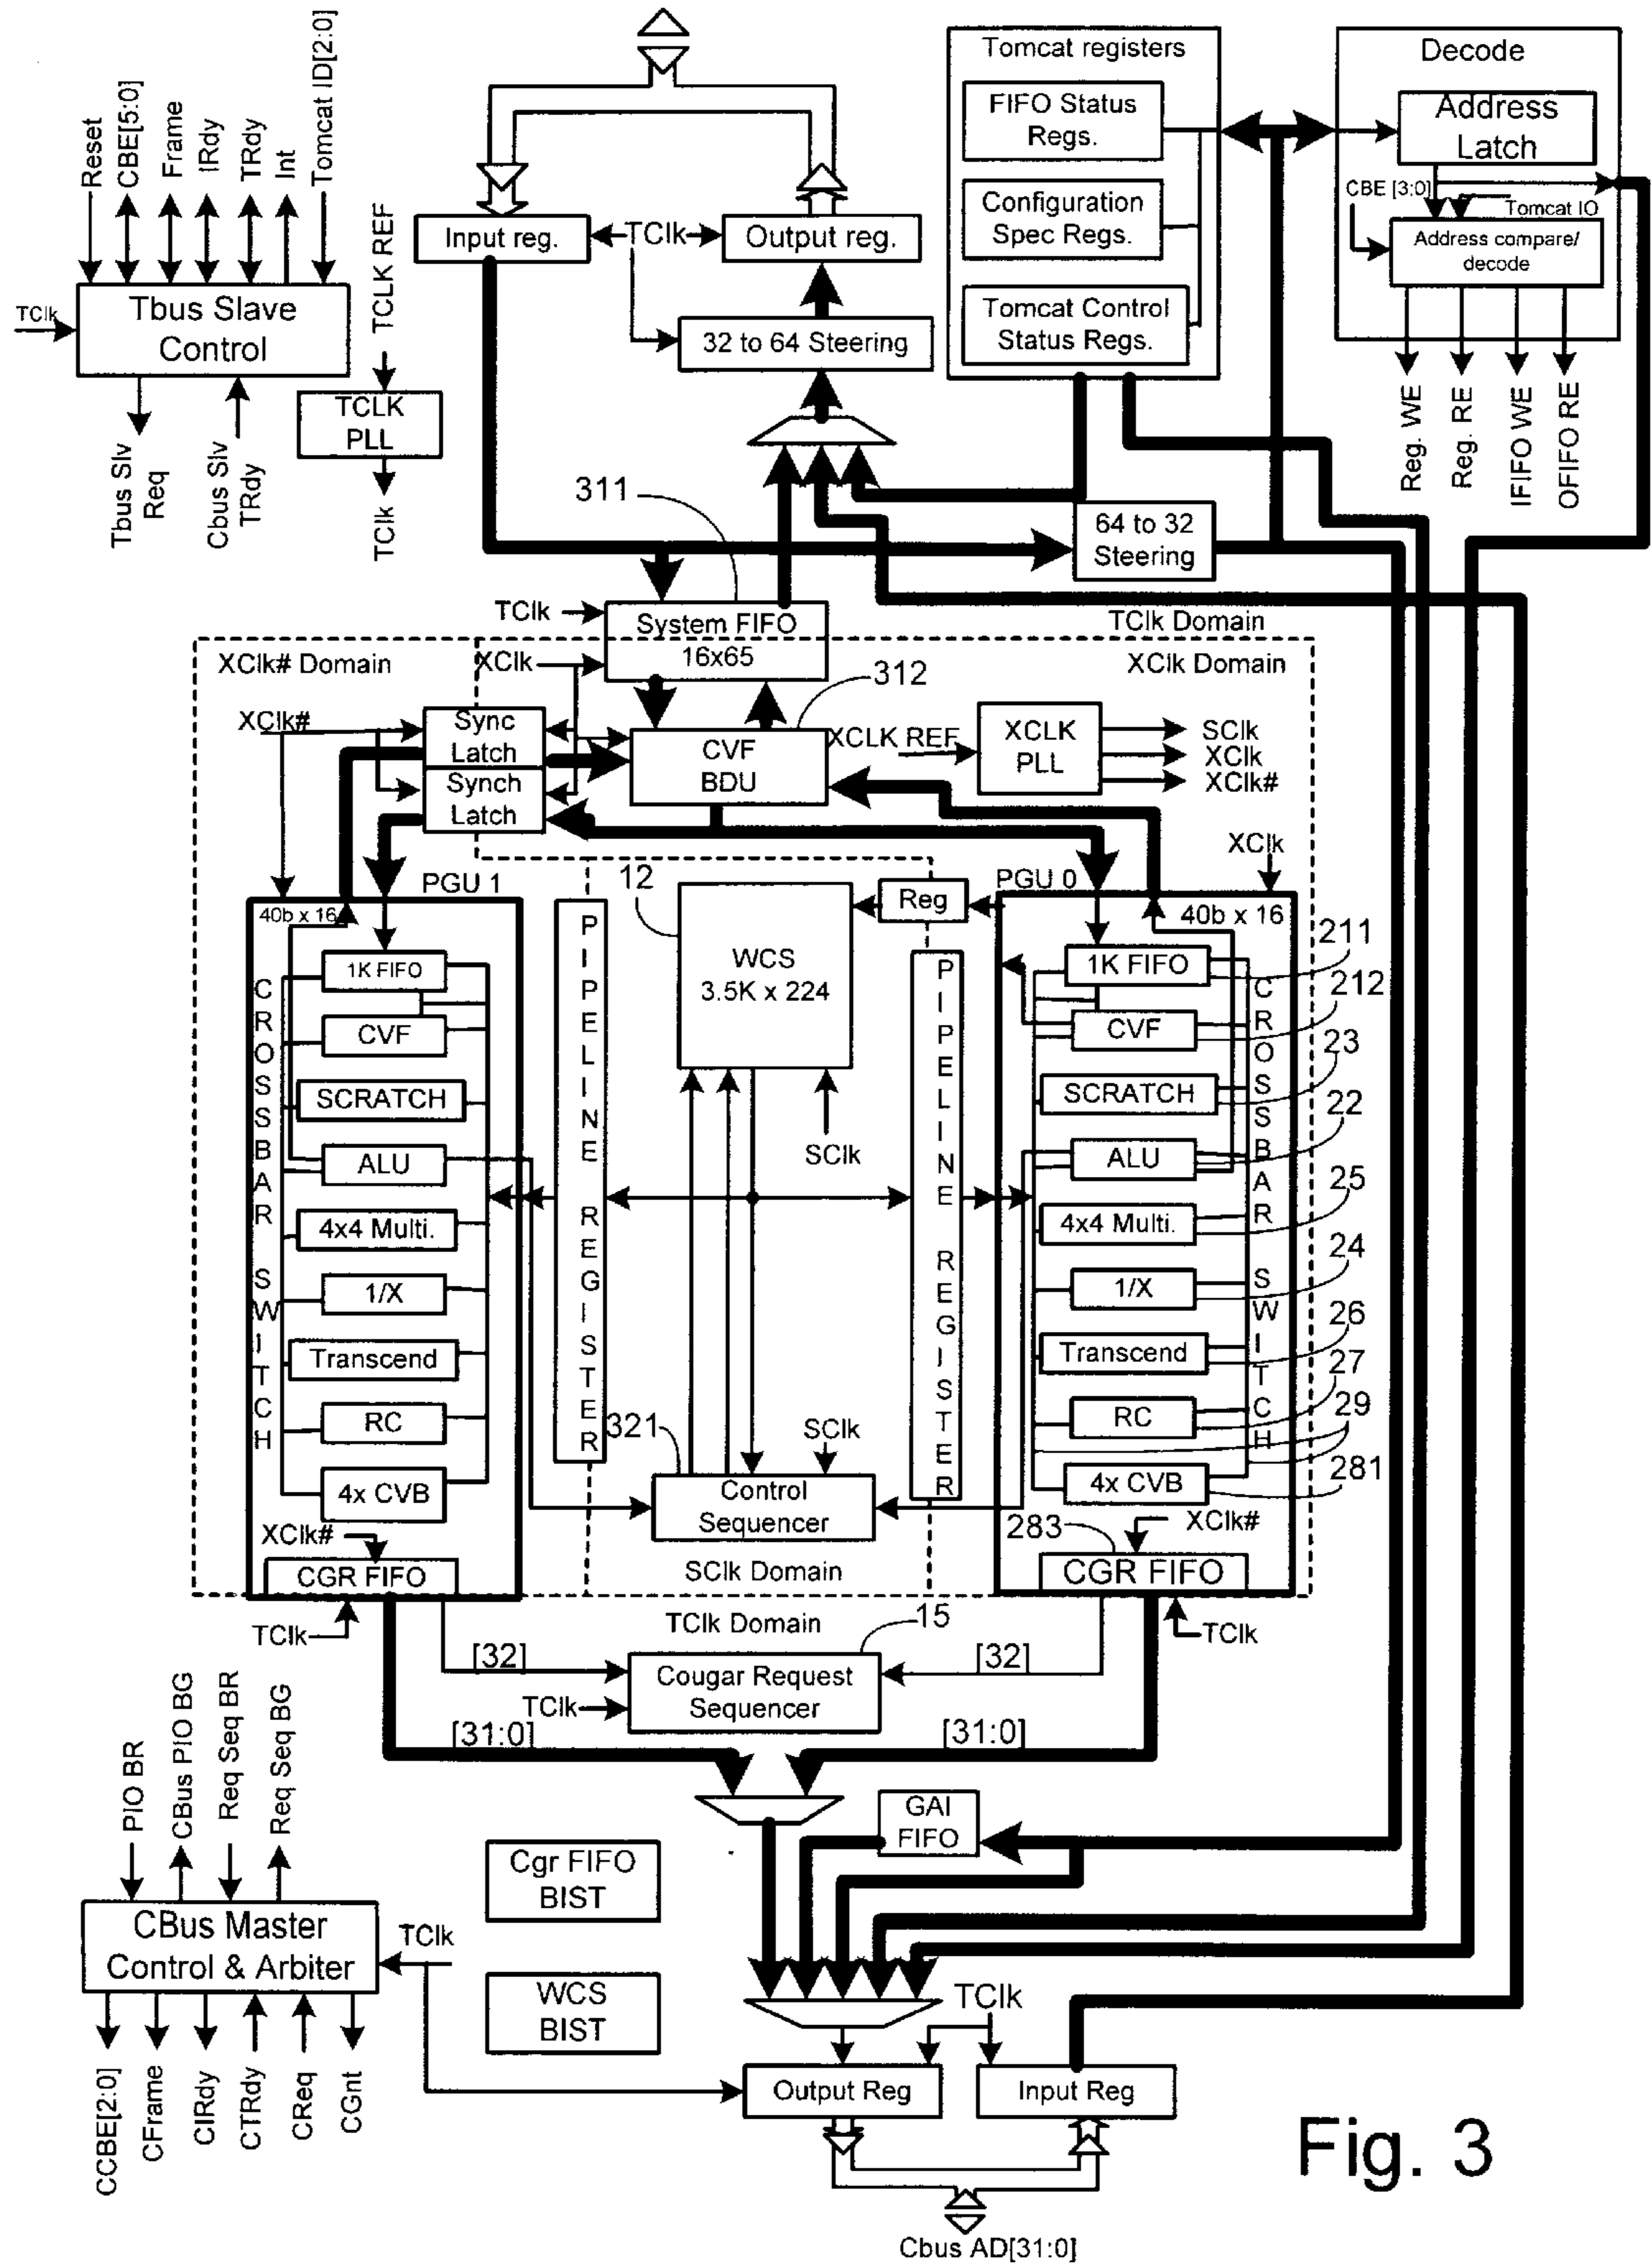 Reset
CBE[5:0]
Frame
IRdy
TRdy
Int
Tomcat ID[2:0]
TClk
Tbus Slave
Control
Tbus Slv
Req
Cbus Slv
TRdy
TCLK REF
TCLK
PLL
TClk
Input reg.
TClk
Output reg.
32 to 64 Steering
Tomcat registers
FIFO Status
Regs.
Configuration
Spec Regs.
Tomcat Control
Status Regs.
Decode
Address
Latch
CBE [3:0]
Tomcat IO
Address compare/
decode
Reg. WE
Reg. RE
IFIFO WE
OFIFO RE
311
64 to 32
Steering
TClk
System FIFO
16x65
TClk Domain
XClk# Domain
XClk
XClk Domain
312
XClk#
Sync
Latch
Synch
Latch
CVF
BDU
XCLK REF
XCLK
PLL
SClk
XClk
XClk#
XClk
PGU 1
12
Reg
PGU 0
40b x 16
40b x 16
WCS
3.5K x 224
SClk
CROSSBAR SWITCH
1K FIFO
CVF
SCRATCH
ALU
4x4 Multi.
1/X
Transcend
RC
4x CVB
XClk#
CGR FIFO
TClk
PIPELINE REGISTER
PIPELINE REGISTER
1K FIFO
CVF
SCRATCH
ALU
4x4 Multi.
1/X
Transcend
RC
4x CVB
CROSSBAR SWITCH
211
212
23
22
25
24
26
27
29
281
321
SClk
Control
Sequencer
SClk Domain
283
XClk#
CGR FIFO
TClk
TClk Domain
15
[32]
[32]
Cougar Request
Sequencer
TClk
[31:0]
[31:0]
GAI
FIFO
PIO BR
CBus PIO BG
Req Seq BR
Req Seq BG
CBus Master
Control & Arbiter
TClk
CCBE[2:0]
CFrame
CIRdy
CTRdy
CReq
CGnt
Cgr FIFO
BIST
WCS
BIST
TClk
Output Reg
Input Reg
Cbus AD[31:0]
Fig. 3